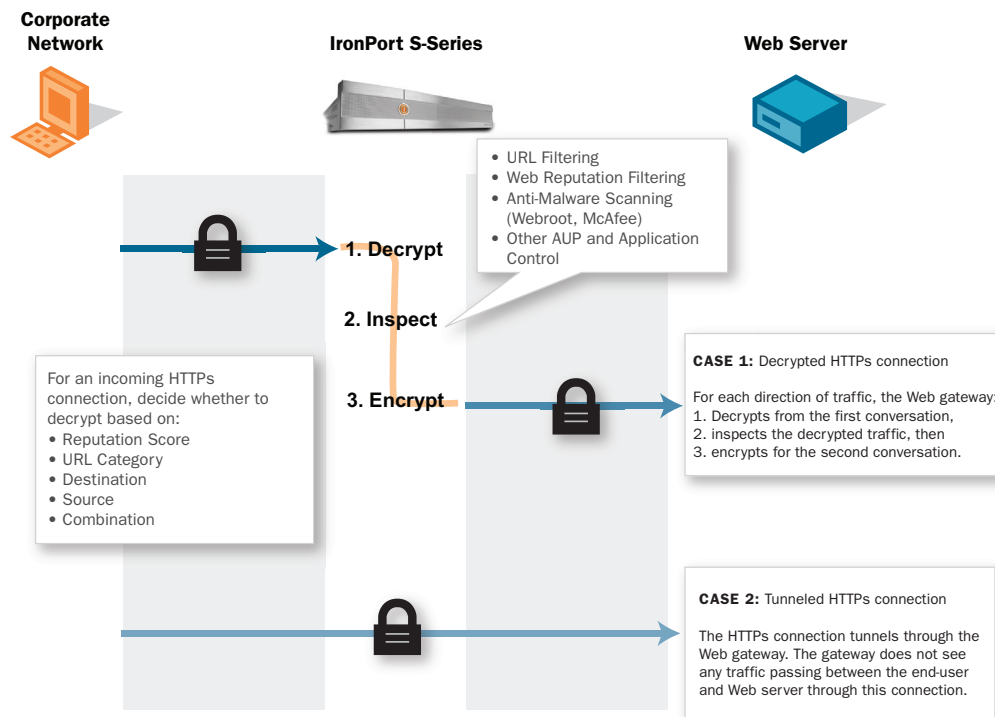 Corporate
Network
IronPort S-Series
Web Server
• URL Filtering
• Web Reputation Filtering
• Anti-Malware Scanning
(Webroot, McAfee)
• Other AUP and Application
Control
1. Decrypt
2. Inspect
3. Encrypt
For an incoming HTTPs
connection, decide whether to
decrypt based on:
• Reputation Score
• URL Category
• Destination
• Source
• Combination
CASE 1: Decrypted HTTPs connection
For each direction of traffic, the Web gateway:
1. Decrypts from the first conversation,
2. inspects the decrypted traffic, then
3. encrypts for the second conversation.
CASE 2: Tunneled HTTPs connection
The HTTPs connection tunnels through the
Web gateway. The gateway does not see
any traffic passing between the end-user
and Web server through this connection.